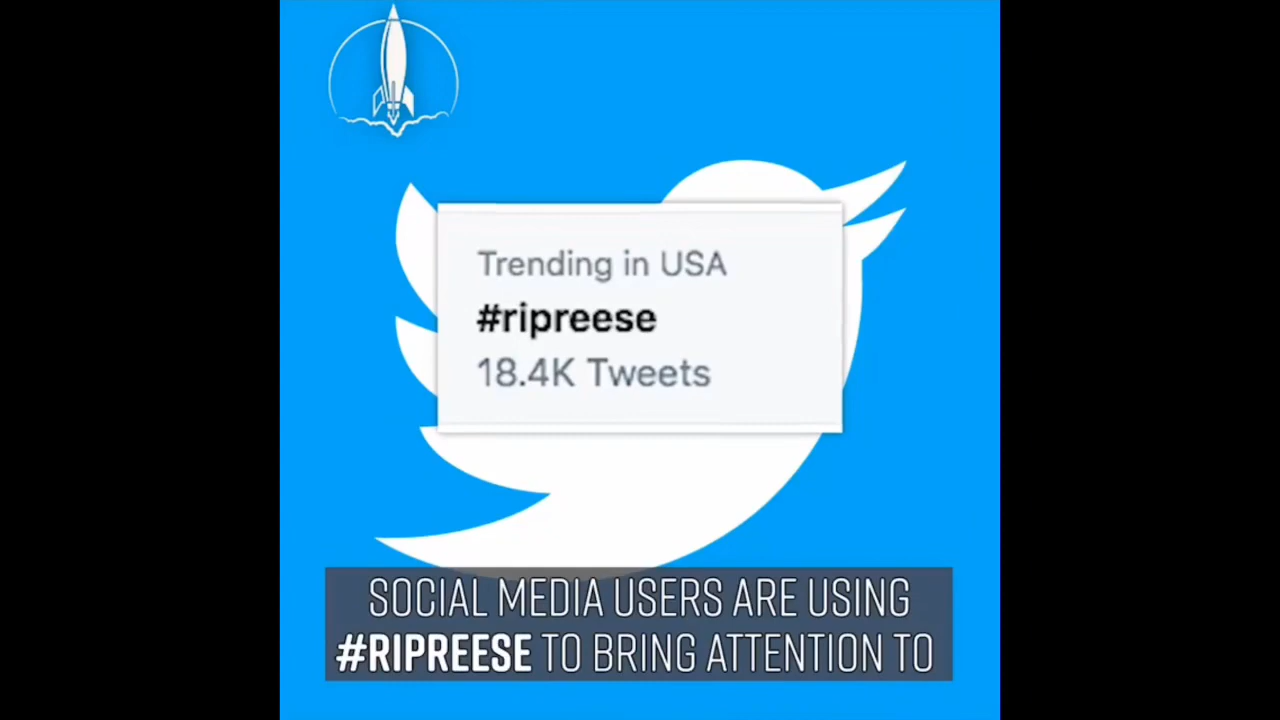 Trending in USA
#ripreese
18.4K Tweets
SOCIAL MEDIA USERS ARE USING
#RIPREESE TO BRING ATTENTION TO